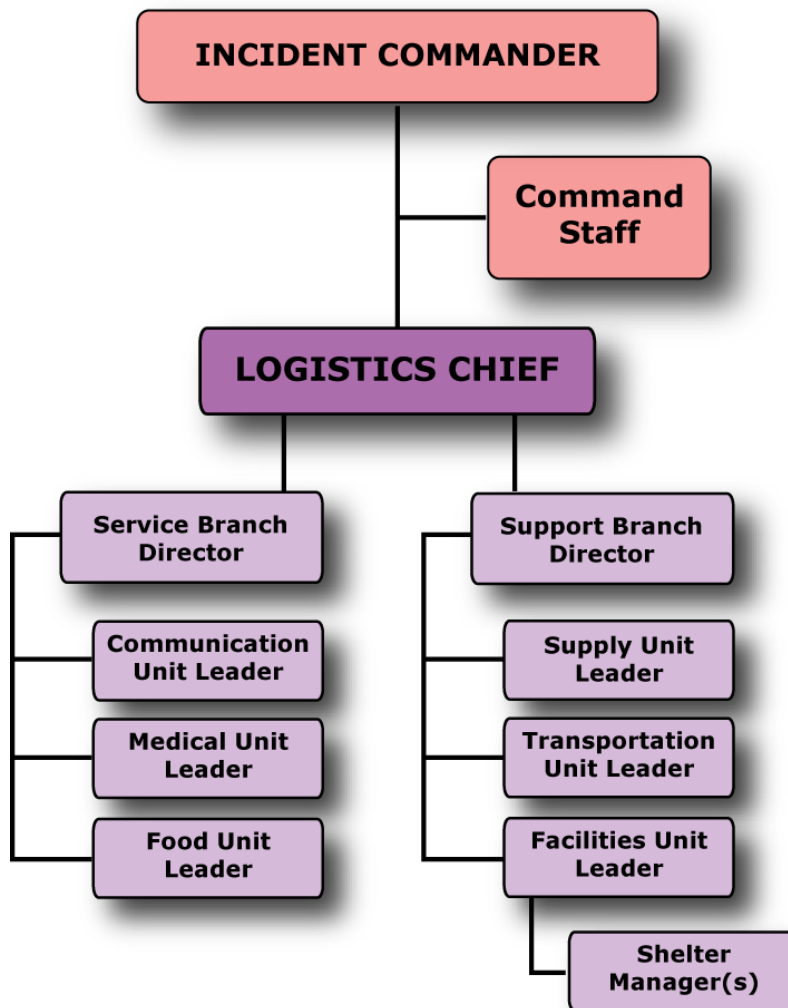 INCIDENT COMMANDER
Command
Staff
LOGISTICS CHIEF
Service Branch
Director
Communication
Unit Leader
Medical Unit
Leader
Food Unit
Leader
Support Branch
Director
Supply Unit
Leader
Transportation
Unit Leader
Facilities Unit
Leader
Shelter
Manager(s)